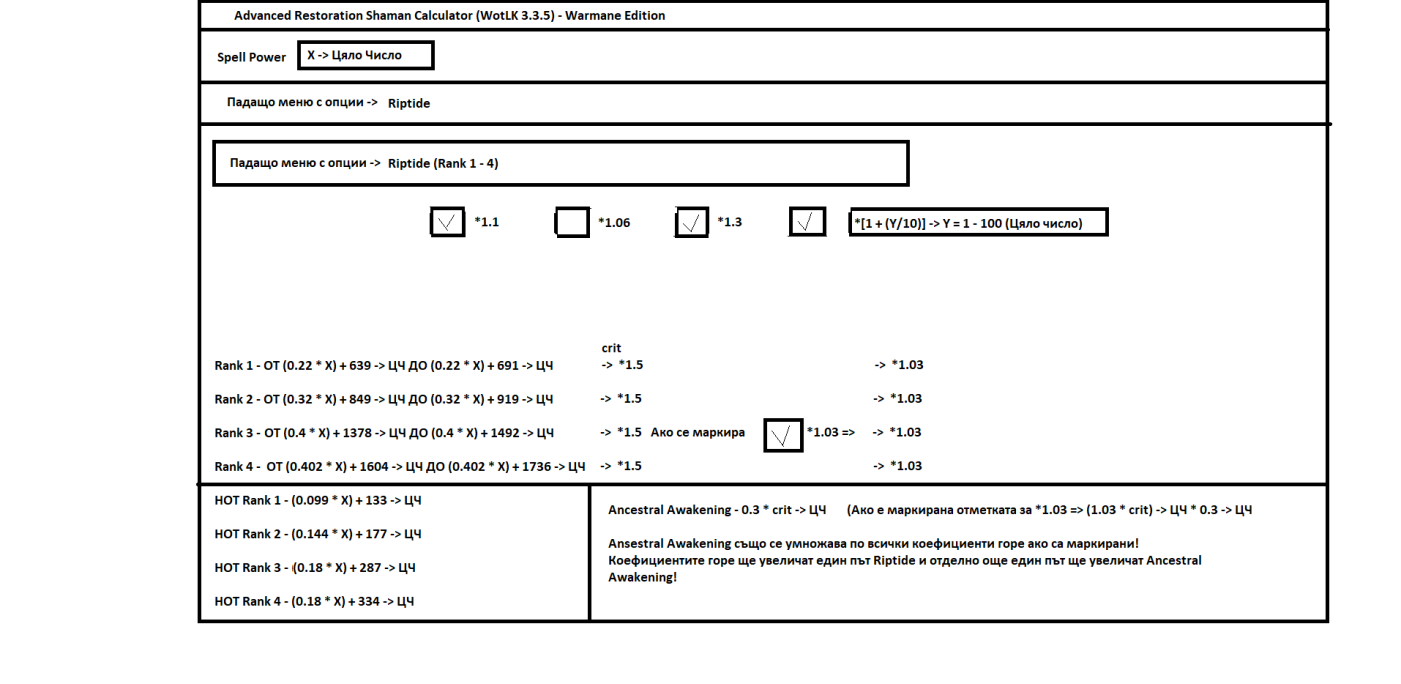 Advanced Restoration Shaman Calculator (WotLK 3.3.5) - Warmane Edition
Spell Power X -> Цяло Число
Падащо меню с опции -> Riptide
Падащо меню с опции -> Riptide (Rank 1 - 4)
*1.1 *1.06 *1.3 *[1 + (Y/10)] -> Y = 1 - 100 (Цяло число)
crit
Rank 1 - ОТ (0.22 * X) + 639 -> ЦЧ ДО (0.22 * X) + 691 -> ЦЧ -> *1.5 -> *1.03
Rank 2 - ОТ (0.32 * X) + 849 -> ЦЧ ДО (0.32 * X) + 919 -> ЦЧ -> *1.5 -> *1.03
Rank 3 - ОТ (0.4 * X) + 1378 -> ЦЧ ДО (0.4 * X) + 1492 -> ЦЧ -> *1.5 Ако се маркира *1.03 => -> *1.03
Rank 4 - ОТ (0.402 * X) + 1604 -> ЦЧ ДО (0.402 * X) + 1736 -> ЦЧ -> *1.5 -> *1.03
HOT Rank 1 - (0.099 * X) + 133 -> ЦЧ
HOT Rank 2 - (0.144 * X) + 177 -> ЦЧ
HOT Rank 3 - (0.18 * X) + 287 -> ЦЧ
HOT Rank 4 - (0.18 * X) + 334 -> ЦЧ
Ancestral Awakening - 0.3 * crit -> ЦЧ (Ако е маркирана отметката за *1.03 => (1.03 * crit) -> ЦЧ * 0.3 -> ЦЧ
Ansestral Awakening също се умножава по всички коефициенти горе ако са маркирани!
Коефициентите горе ще увеличат един път Riptide и отделно още един път ще увеличат Ancestral
Awakening!